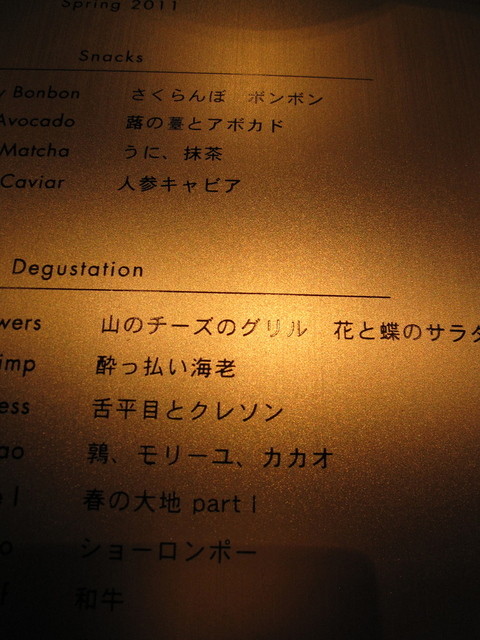 Spring 2011
Snacks
y Bonbon さくらんぼ ボンボン
Avocado 蕗の薹とアボカド
Matcha うに、抹茶
Caviar 人参キャビア
Degustation
wers 山のチーズのグリル 花と蝶のサラダ
imp 酔っ払い海老
ess 舌平目とクレソン
ao 鶉、モリーユ、カカオ
l 春の大地 part I
o ショーロンポー
f 和牛